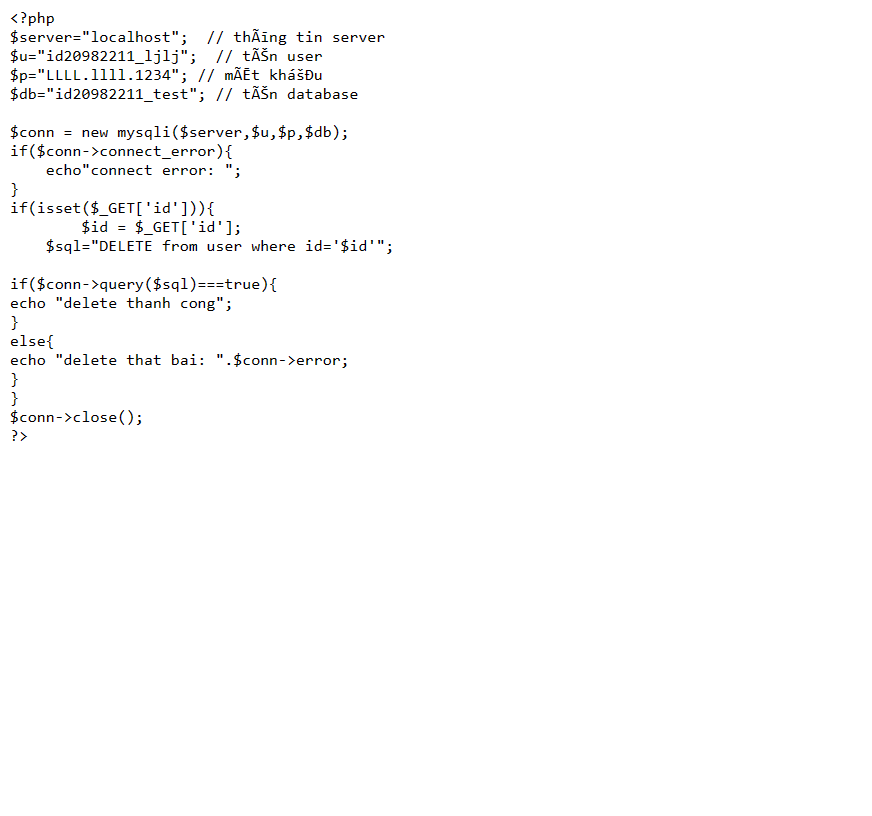 <?php
$server="localhost";  // thÃīng tin server
$u="id20982211_ljlj";  // tÃŠn user
$p="LLLL.llll.1234"; // mÃĒt khášĐu
$db="id20982211_test"; // tÃŠn database

$conn = new mysqli($server,$u,$p,$db);
if($conn->connect_error){
    echo"connect error: ";
}
if(isset($_GET['id'])){
        $id = $_GET['id'];
    $sql="DELETE from user where id='$id'";

if($conn->query($sql)===true){
echo "delete thanh cong";
}
else{
echo "delete that bai: ".$conn->error;
}
}
$conn->close();
?>